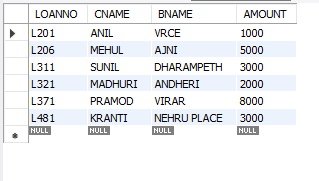 LOANNO CNAME BNAME AMOUNT
L201 ANIL VRCE 1000
L206 MEHUL AJNI 5000
L311 SUNIL DHARAMPETH 3000
L321 MADHURI ANDHERI 2000
L371 PRAMOD VIRAR 8000
L481 KRANTI NEHRU PLACE 3000
NULL NULL NULL NULL